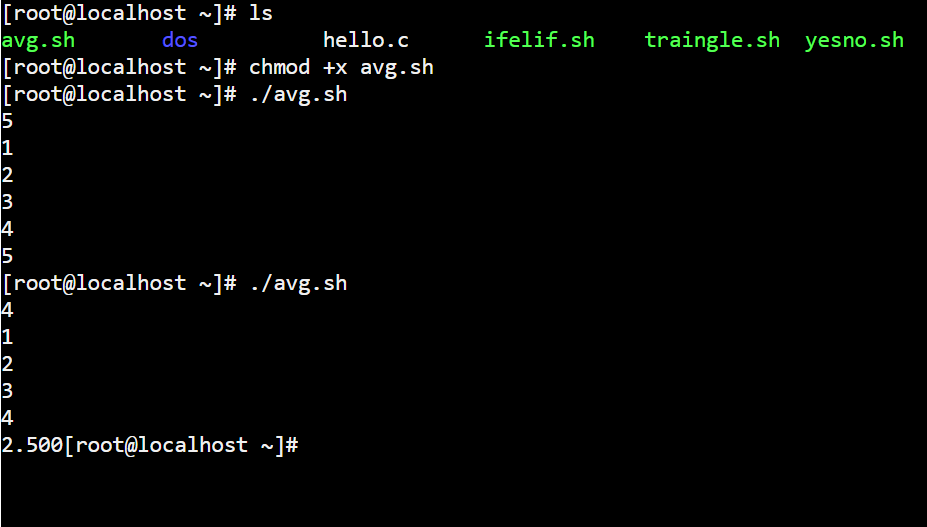 [root@localhost ~]# ls
avg.sh dos hello.c ifelif.sh traingle.sh yesno.sh
[root@localhost ~]# chmod +x avg.sh
[root@localhost ~]# ./avg.sh
5
1
2
3
4
5
[root@localhost ~]# ./avg.sh
4
1
2
3
4
2.500[root@localhost ~]#